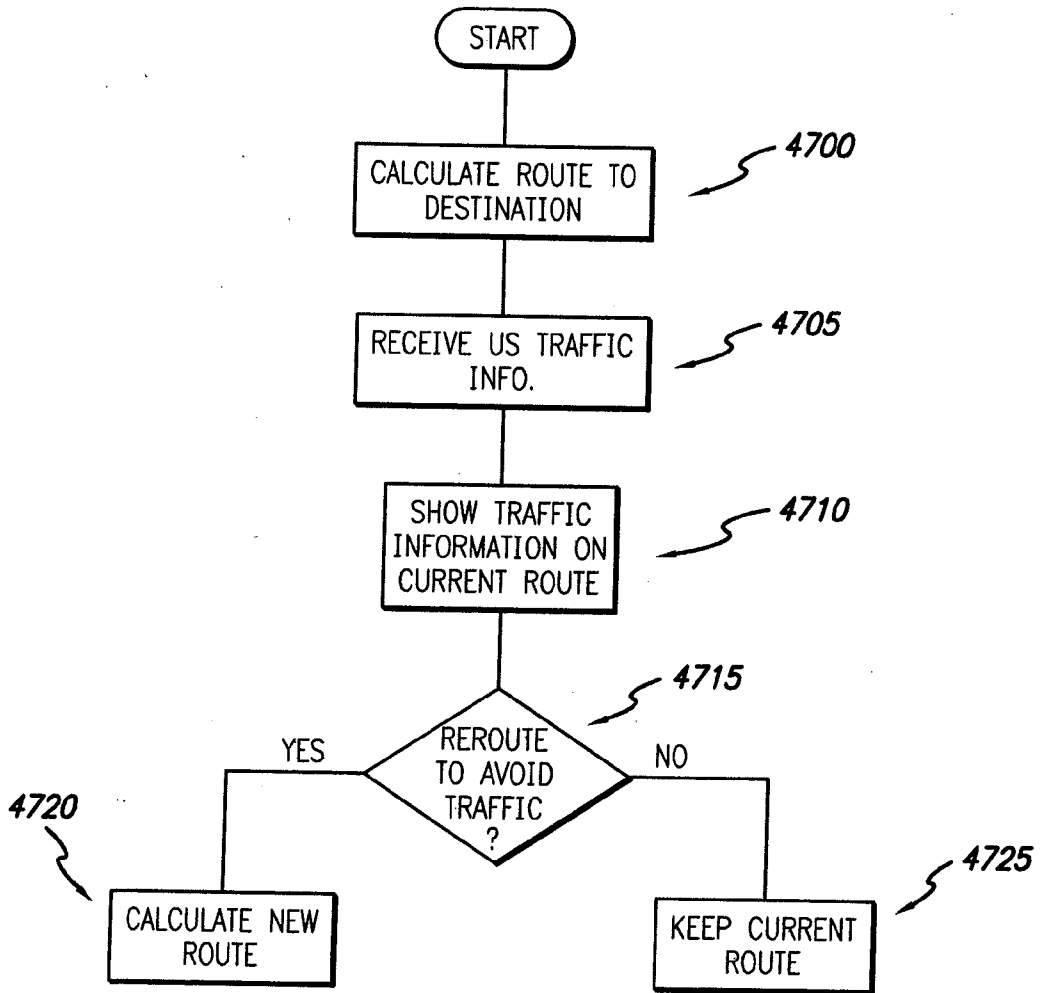 START
4700
CALCULATE ROUTE TO
DESTINATION
4705
RECEIVE US TRAFFIC
INFO.
4710
SHOW TRAFFIC
INFORMATION ON
CURRENT ROUTE
4715
REROUTE
TO AVOID
TRAFFIC
?
YES
NO
4720
CALCULATE NEW
ROUTE
4725
KEEP CURRENT
ROUTE